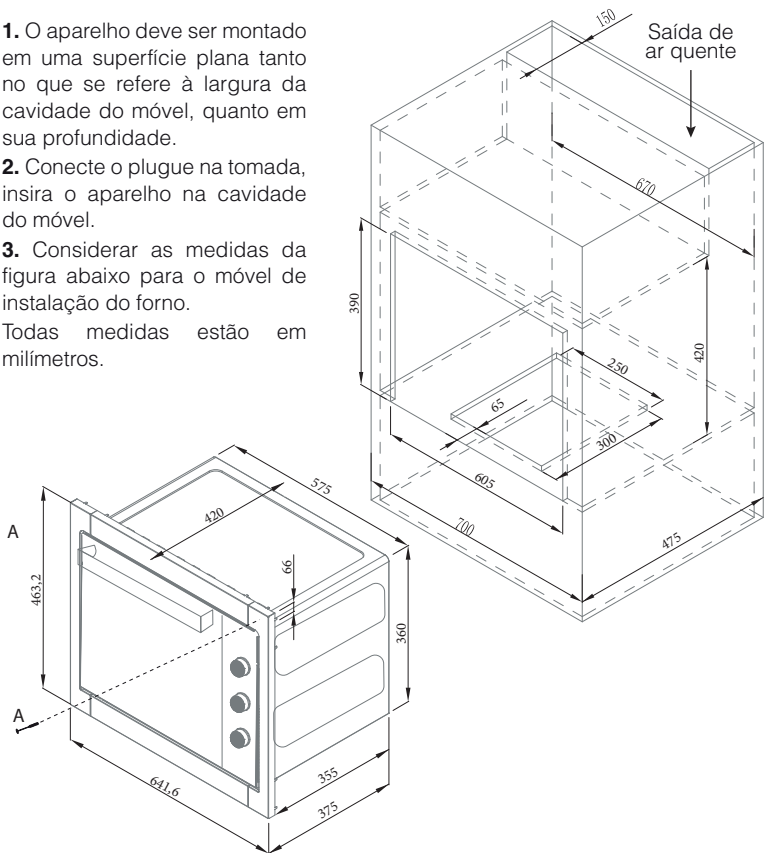 1. O aparelho deve ser montado
em uma superfície plana tanto
no que se refere à largura da
cavidade do móvel, quanto em
sua profundidade.
2. Conecte o plugue na tomada,
insira o aparelho na cavidade
do móvel.
3. Considerar as medidas da
figura abaixo para o móvel de
instalação do forno.
Todas medidas estão em
milímetros.
150
Saída de
ar quente
670
390
420
250
65
300
605
700
475
575
420
A
66
463,2
360
A
355
641,6
375